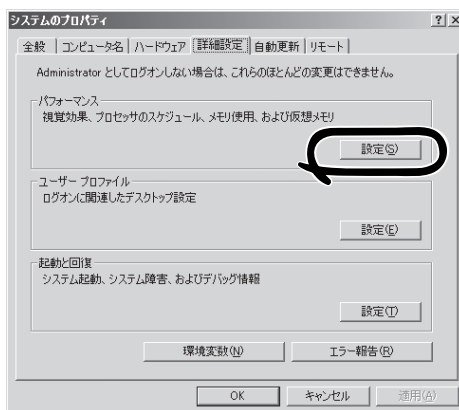 システムのプロパティ
全般 コンピュータ名 ハードウェア 詳細設定 自動更新 リモート
Administrator としてログオンしない場合は、これらのほとんどの変更はできません。
パフォーマンス
視覚効果、プロセッサのスケジュール、メモリ使用、および仮想メモリ
設定(S)
ユーザー プロファイル
ログオンに関連したデスクトップ設定
設定(E)
起動と回復
システム起動、システム障害、およびデバッグ情報
設定(T)
環境変数(N) エラー報告(R)
OK キャンセル 適用(A)